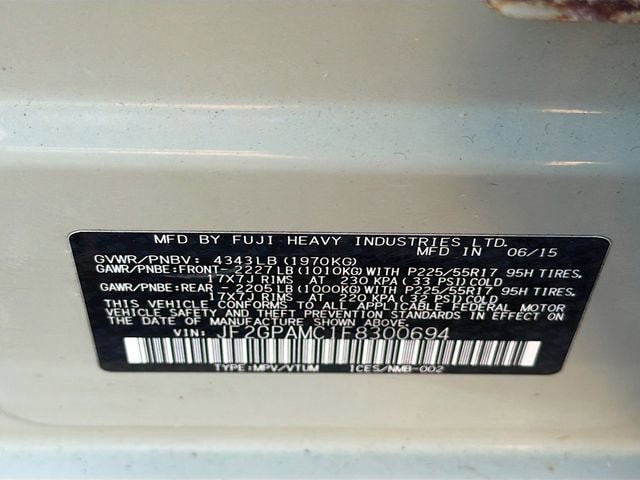 MFD BY FUJI HEAVY INDUSTRIES LTD.
GVWR/PNBV: 4343LB (1970KG) 06/15
GAWR/PNBE:FRONT-2227LB(1010KG)WITH P225/55R17 95H TIRES.
17X7J RIMS AT 230 KPA (33 PSI)COLD
GAWR/PNBE:REAR - 2205LB (1000KG)WITH P225/55R17 95H TIRES.
17X7J RIMS AT 220 KPA (32 PSI)COLD
THIS VEHICLE CONFORMS TO ALL APPLICABLE FEDERAL MOTOR
VEHICLE SAFETY AND THEFT PREVENTION STANDARDS IN EFFECT ON
THE DATE OF MANUFACTURE SHOWN ABOVE.
VIN: JF2GPAMC1F8300694
TYPE:MPV/VTUM ICES/NMB-002